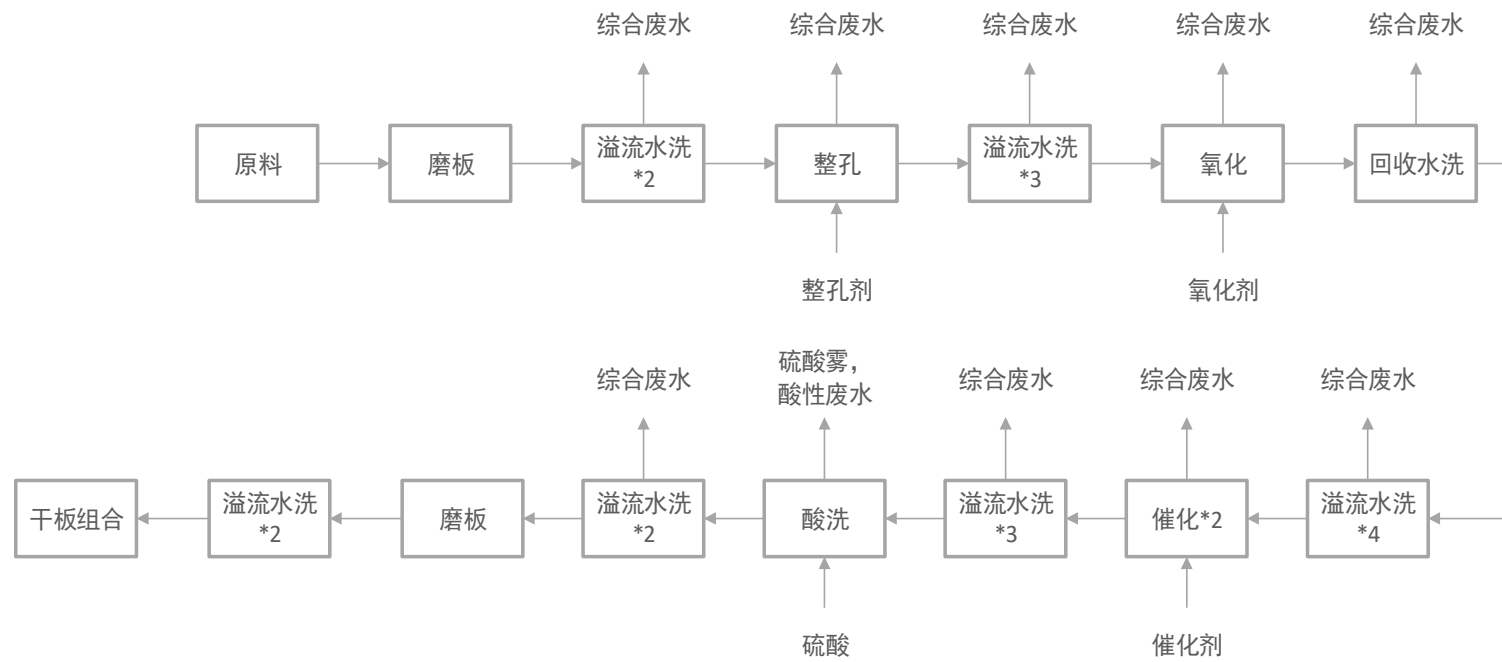 综合废水
综合废水
综合废水
综合废水
综合废水
原料
磨板
溢流水洗
*2
整孔
溢流水洗
*3
氧化
回收水洗
整孔剂
氧化剂
综合废水
硫酸雾，
酸性废水
综合废水
综合废水
综合废水
干板组合
溢流水洗
*2
磨板
溢流水洗
*2
酸洗
溢流水洗
*3
催化*2
溢流水洗
*4
硫酸
催化剂